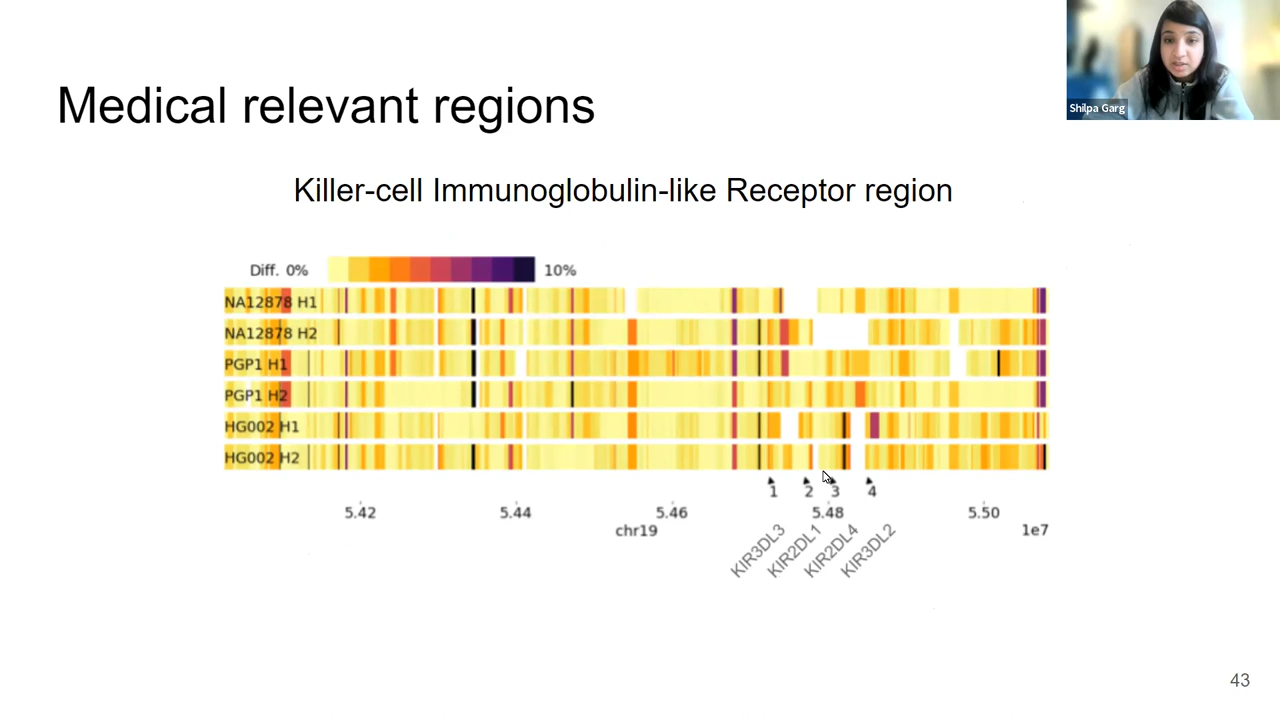 Shilpa Garg
Medical relevant regions
Killer-cell Immunoglobulin-like Receptor region
Diff. 0% 10%
NA12878 H1
NA12878 H2
PGP1 H1
PGP1 H2
HG002 H1
HG002 H2
1 2 3 4
5.42 5.44 5.46 5.48 5.50
chr19 1e7
KIR3DL3 KIR2DL1 KIR2DL4 KIR3DL2
43